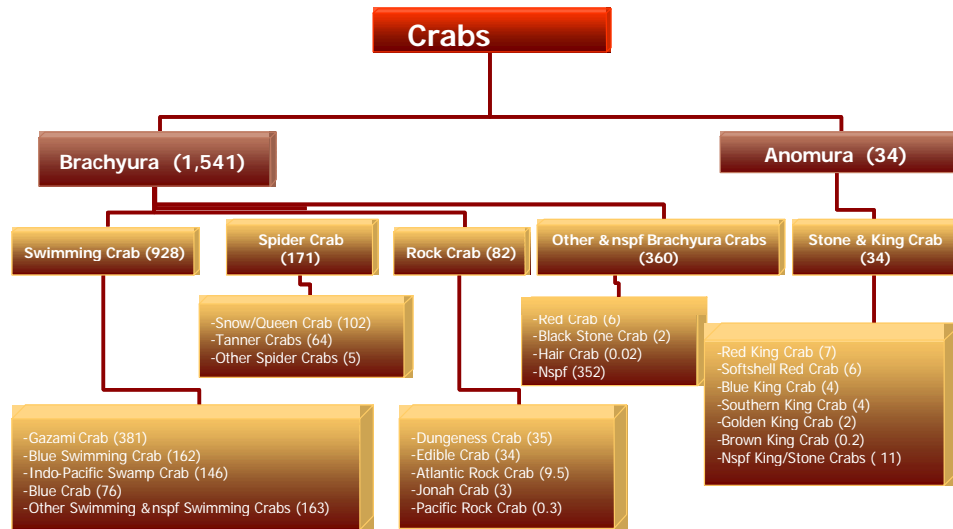 Crabs
Brachyura (1,541)
Anomura (34)
Swimming Crab (928)
Spider Crab
(171)
Rock Crab (82)
Other & nspf Brachyura Crabs
(360)
Stone & King Crab
(34)
-Snow/Queen Crab (102)
-Tanner Crabs (64)
-Other Spider Crabs (5)
-Red Crab (6)
-Black Stone Crab (2)
-Hair Crab (0.02)
-Nspf (352)
-Red King Crab (7)
-Softshell Red Crab (6)
-Blue King Crab (4)
-Southern King Crab (4)
-Golden King Crab (2)
-Brown King Crab (0.2)
-Nspf King/Stone Crabs ( 11)
-Gazami Crab (381)
-Blue Swimming Crab (162)
-Indo-Pacific Swamp Crab (146)
-Blue Crab (76)
-Other Swimming & nspf Swimming Crabs (163)
-Dungeness Crab (35)
-Edible Crab (34)
-Atlantic Rock Crab (9.5)
-Jonah Crab (3)
-Pacific Rock Crab (0.3)